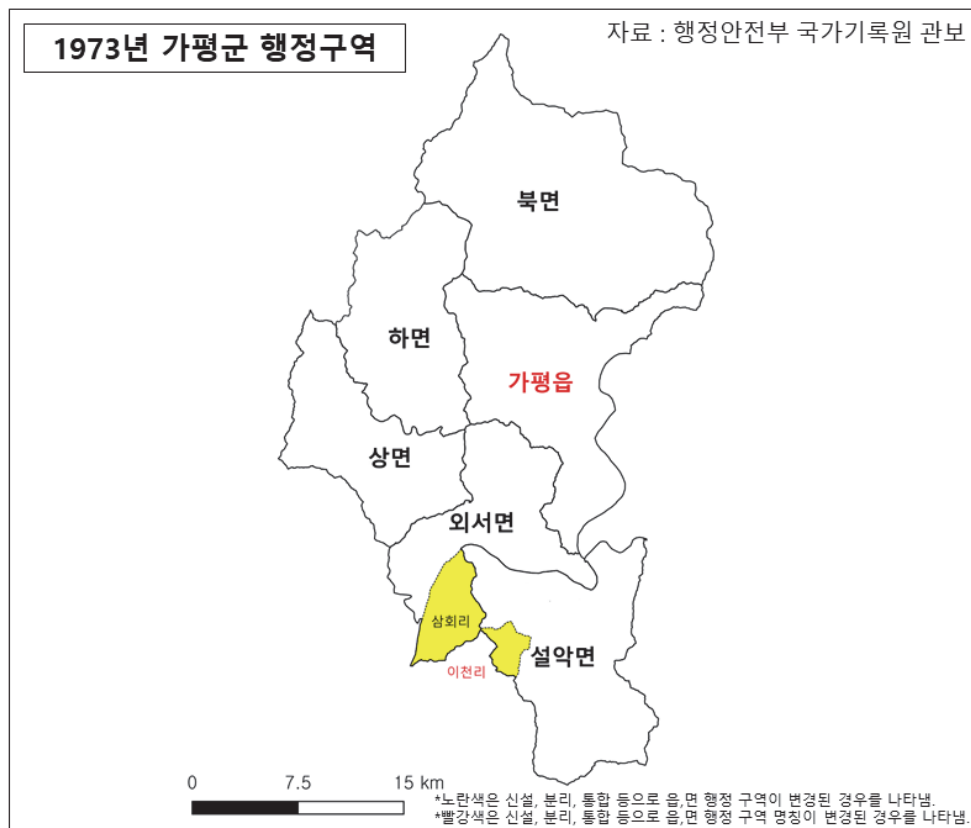 1973년 가평군 행정구역
자료 : 행정안전부 국가기록원 관보
북면
하면
가평읍
상면
외서면
삼회리
설악면
이천리
0 7.5 15 km
*노란색은 신설, 분리, 통합 등으로 읍,면 행정 구역이 변경된 경우를 나타냄.
*빨강색은 신설, 분리, 통합 등으로 읍,면 행정 구역 명칭이 변경된 경우를 나타냄.